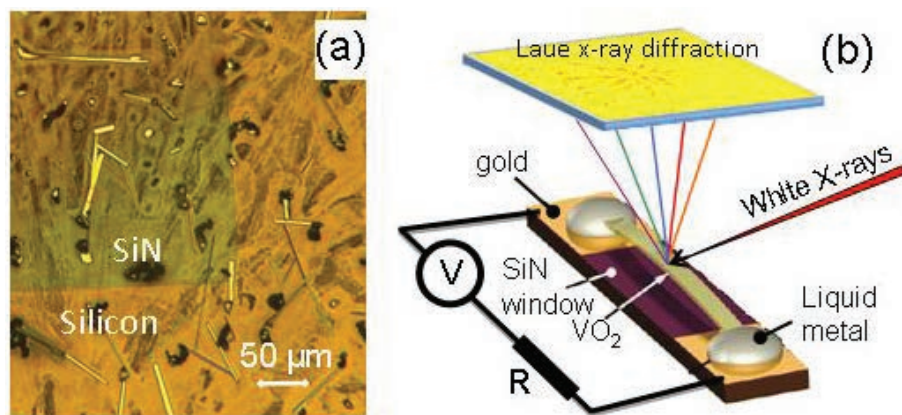 (a)
SiN
Silicon
50 μm
(b)
Laue x-ray diffraction
gold
White X-rays
V
SiN
window
VO₂
Liquid
metal
R